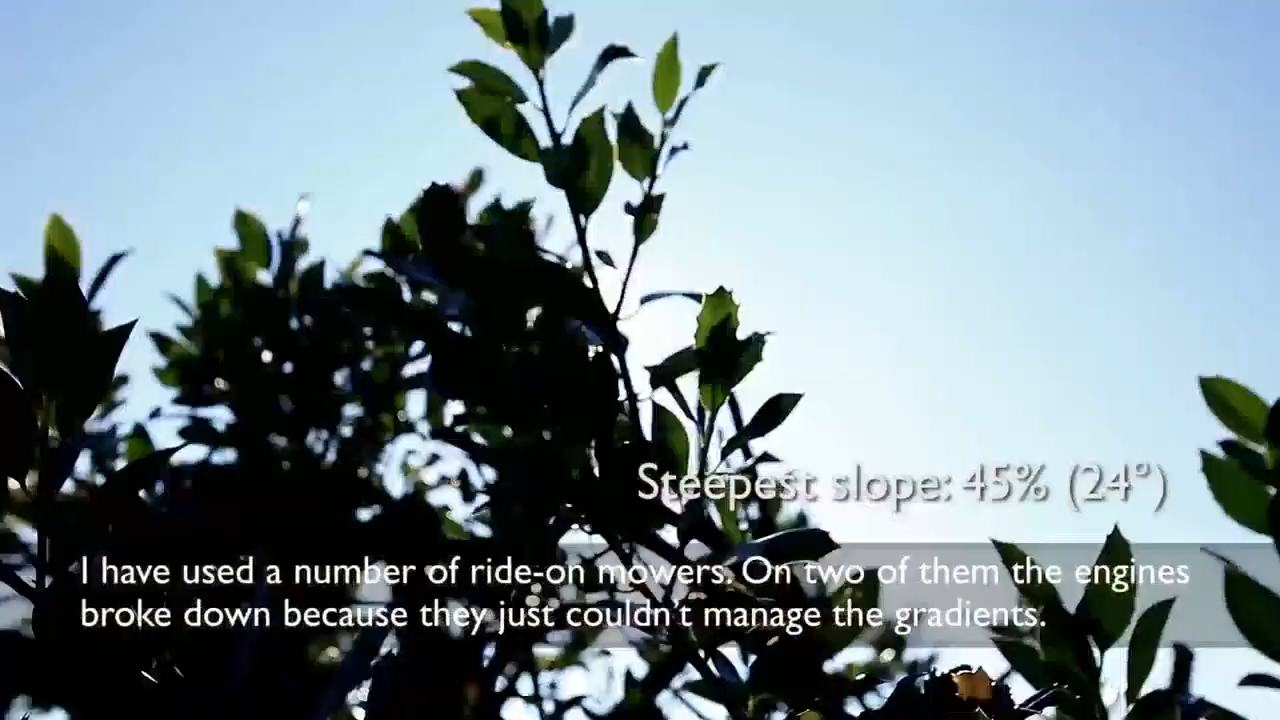 Steepest slope: 45% (24°)
I have used a number of ride-on mowers. On two of them the engines
broke down because they just couldn't manage the gradients.